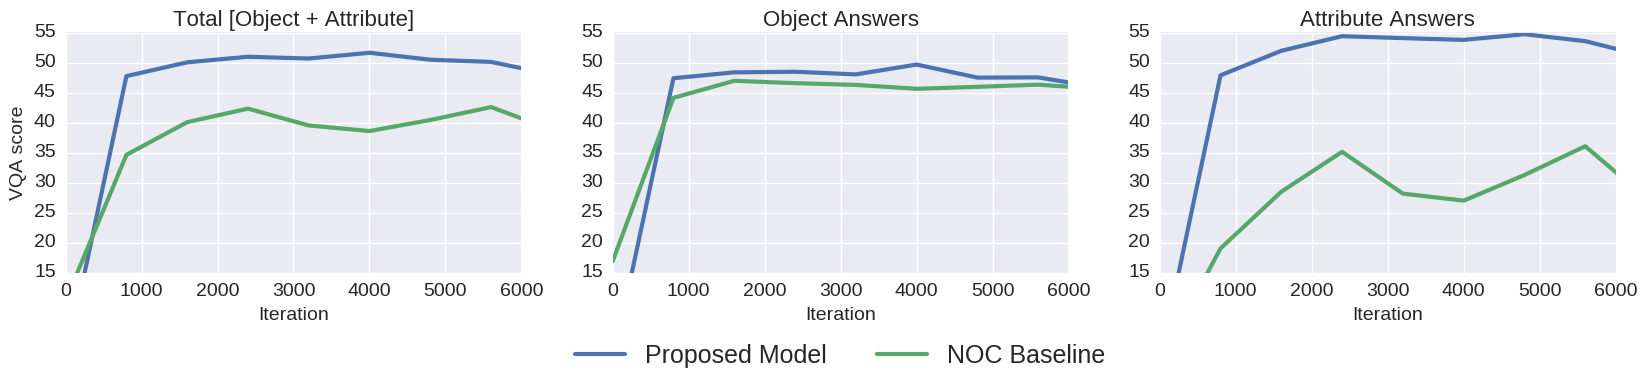 Total [Object + Attribute]
55
50
45
40
35
30
25
20
15
VQA score
0 1000 2000 3000 4000 5000 6000
Iteration
Object Answers
55
50
45
40
35
30
25
20
15
0 1000 2000 3000 4000 5000 6000
Iteration
Attribute Answers
55
50
45
40
35
30
25
20
15
0 1000 2000 3000 4000 5000 6000
Iteration
Proposed Model NOC Baseline